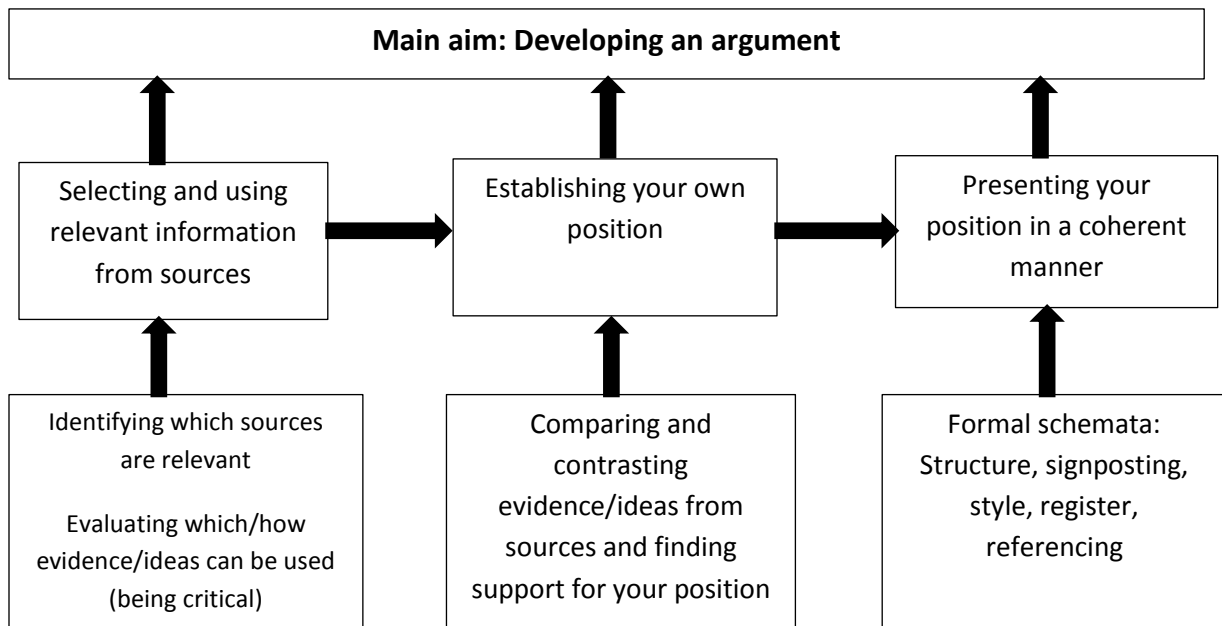 Main aim: Developing an argument
Selecting and using
relevant information
from sources
Establishing your own
position
Presenting your
position in a coherent
manner
Identifying which sources
are relevant
Evaluating which/how
evidence/ideas can be used
(being critical)
Comparing and
contrasting
evidence/ideas from
sources and finding
support for your position
Formal schemata:
Structure, signposting,
style, register,
referencing